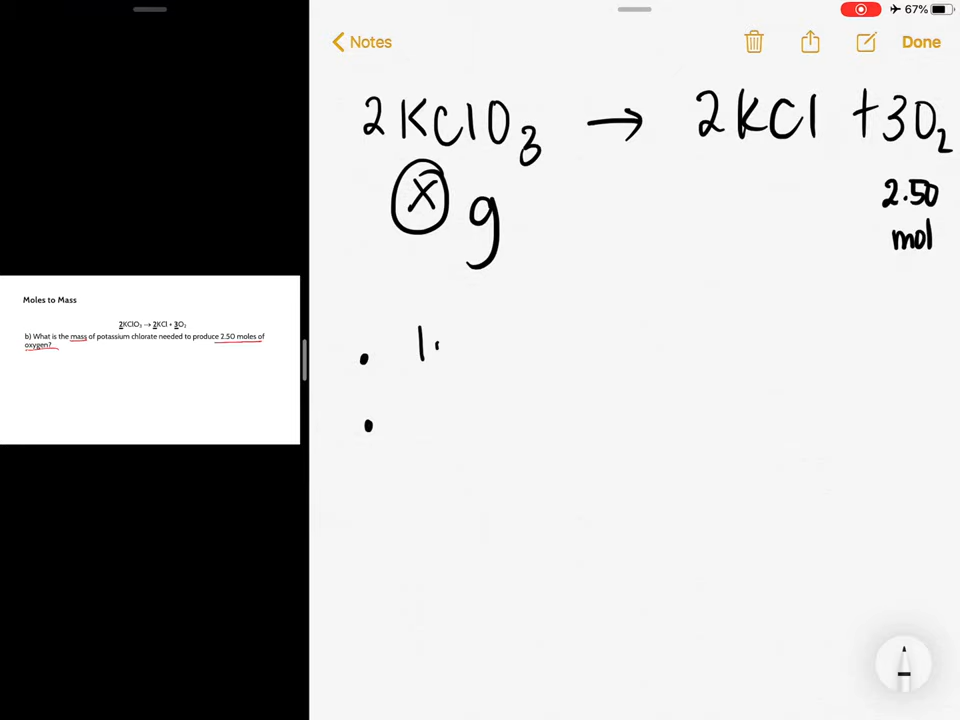 67%
Notes
Done
2KClO3 → 2KCl + 3O2
x g
2.50
mol
Moles to Mass
2KClO3 → 2KCl + 3O2
b) What is the mass of potassium chlorate needed to produce 2.50 moles of
oxygen?